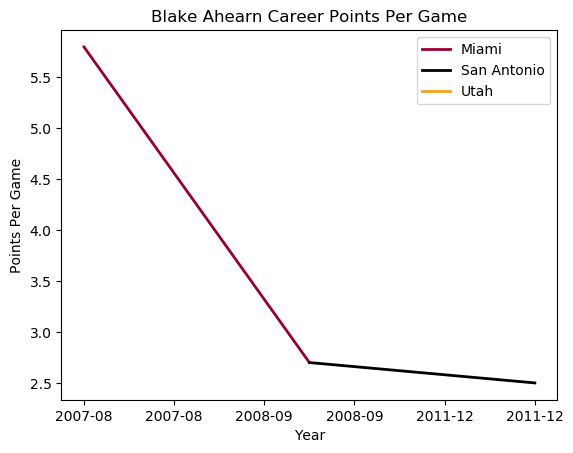 Blake Ahearn Career Points Per Game
Miami
San Antonio
Utah
Points Per Game
5.5
5.0
4.5
4.0
3.5
3.0
2.5
2007-08 2007-08 2008-09 2008-09 2011-12 2011-12
Year